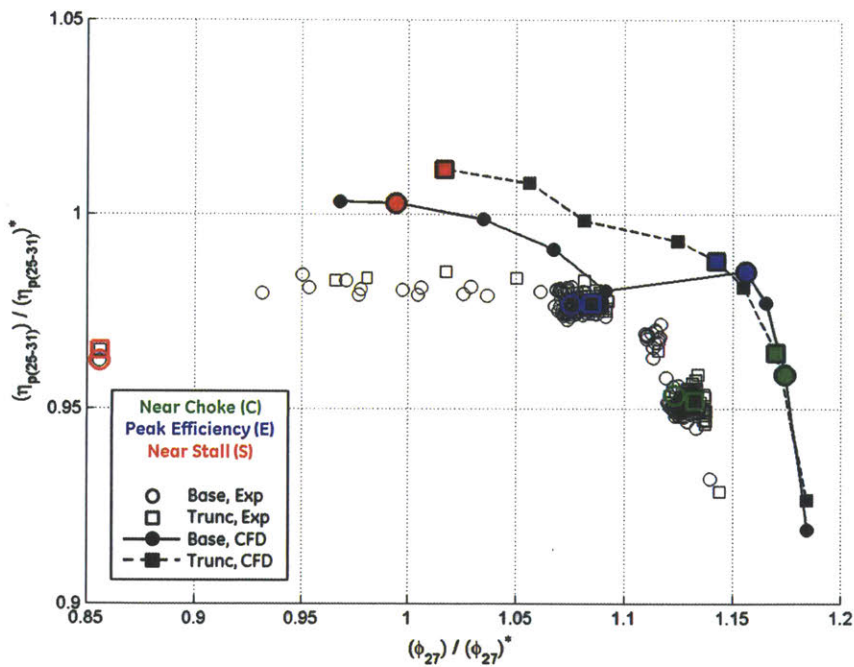 1.05
1
0.95
0.9
(η_p(25-31)) / (η_p(25-31))*
Near Choke (C)
Peak Efficiency (E)
Near Stall (S)
Base, Exp
Trunc, Exp
Base, CFD
Trunc, CFD
0.85 0.9 0.95 1 1.05 1.1 1.15 1.2
(ϕ_27) / (ϕ_27)*